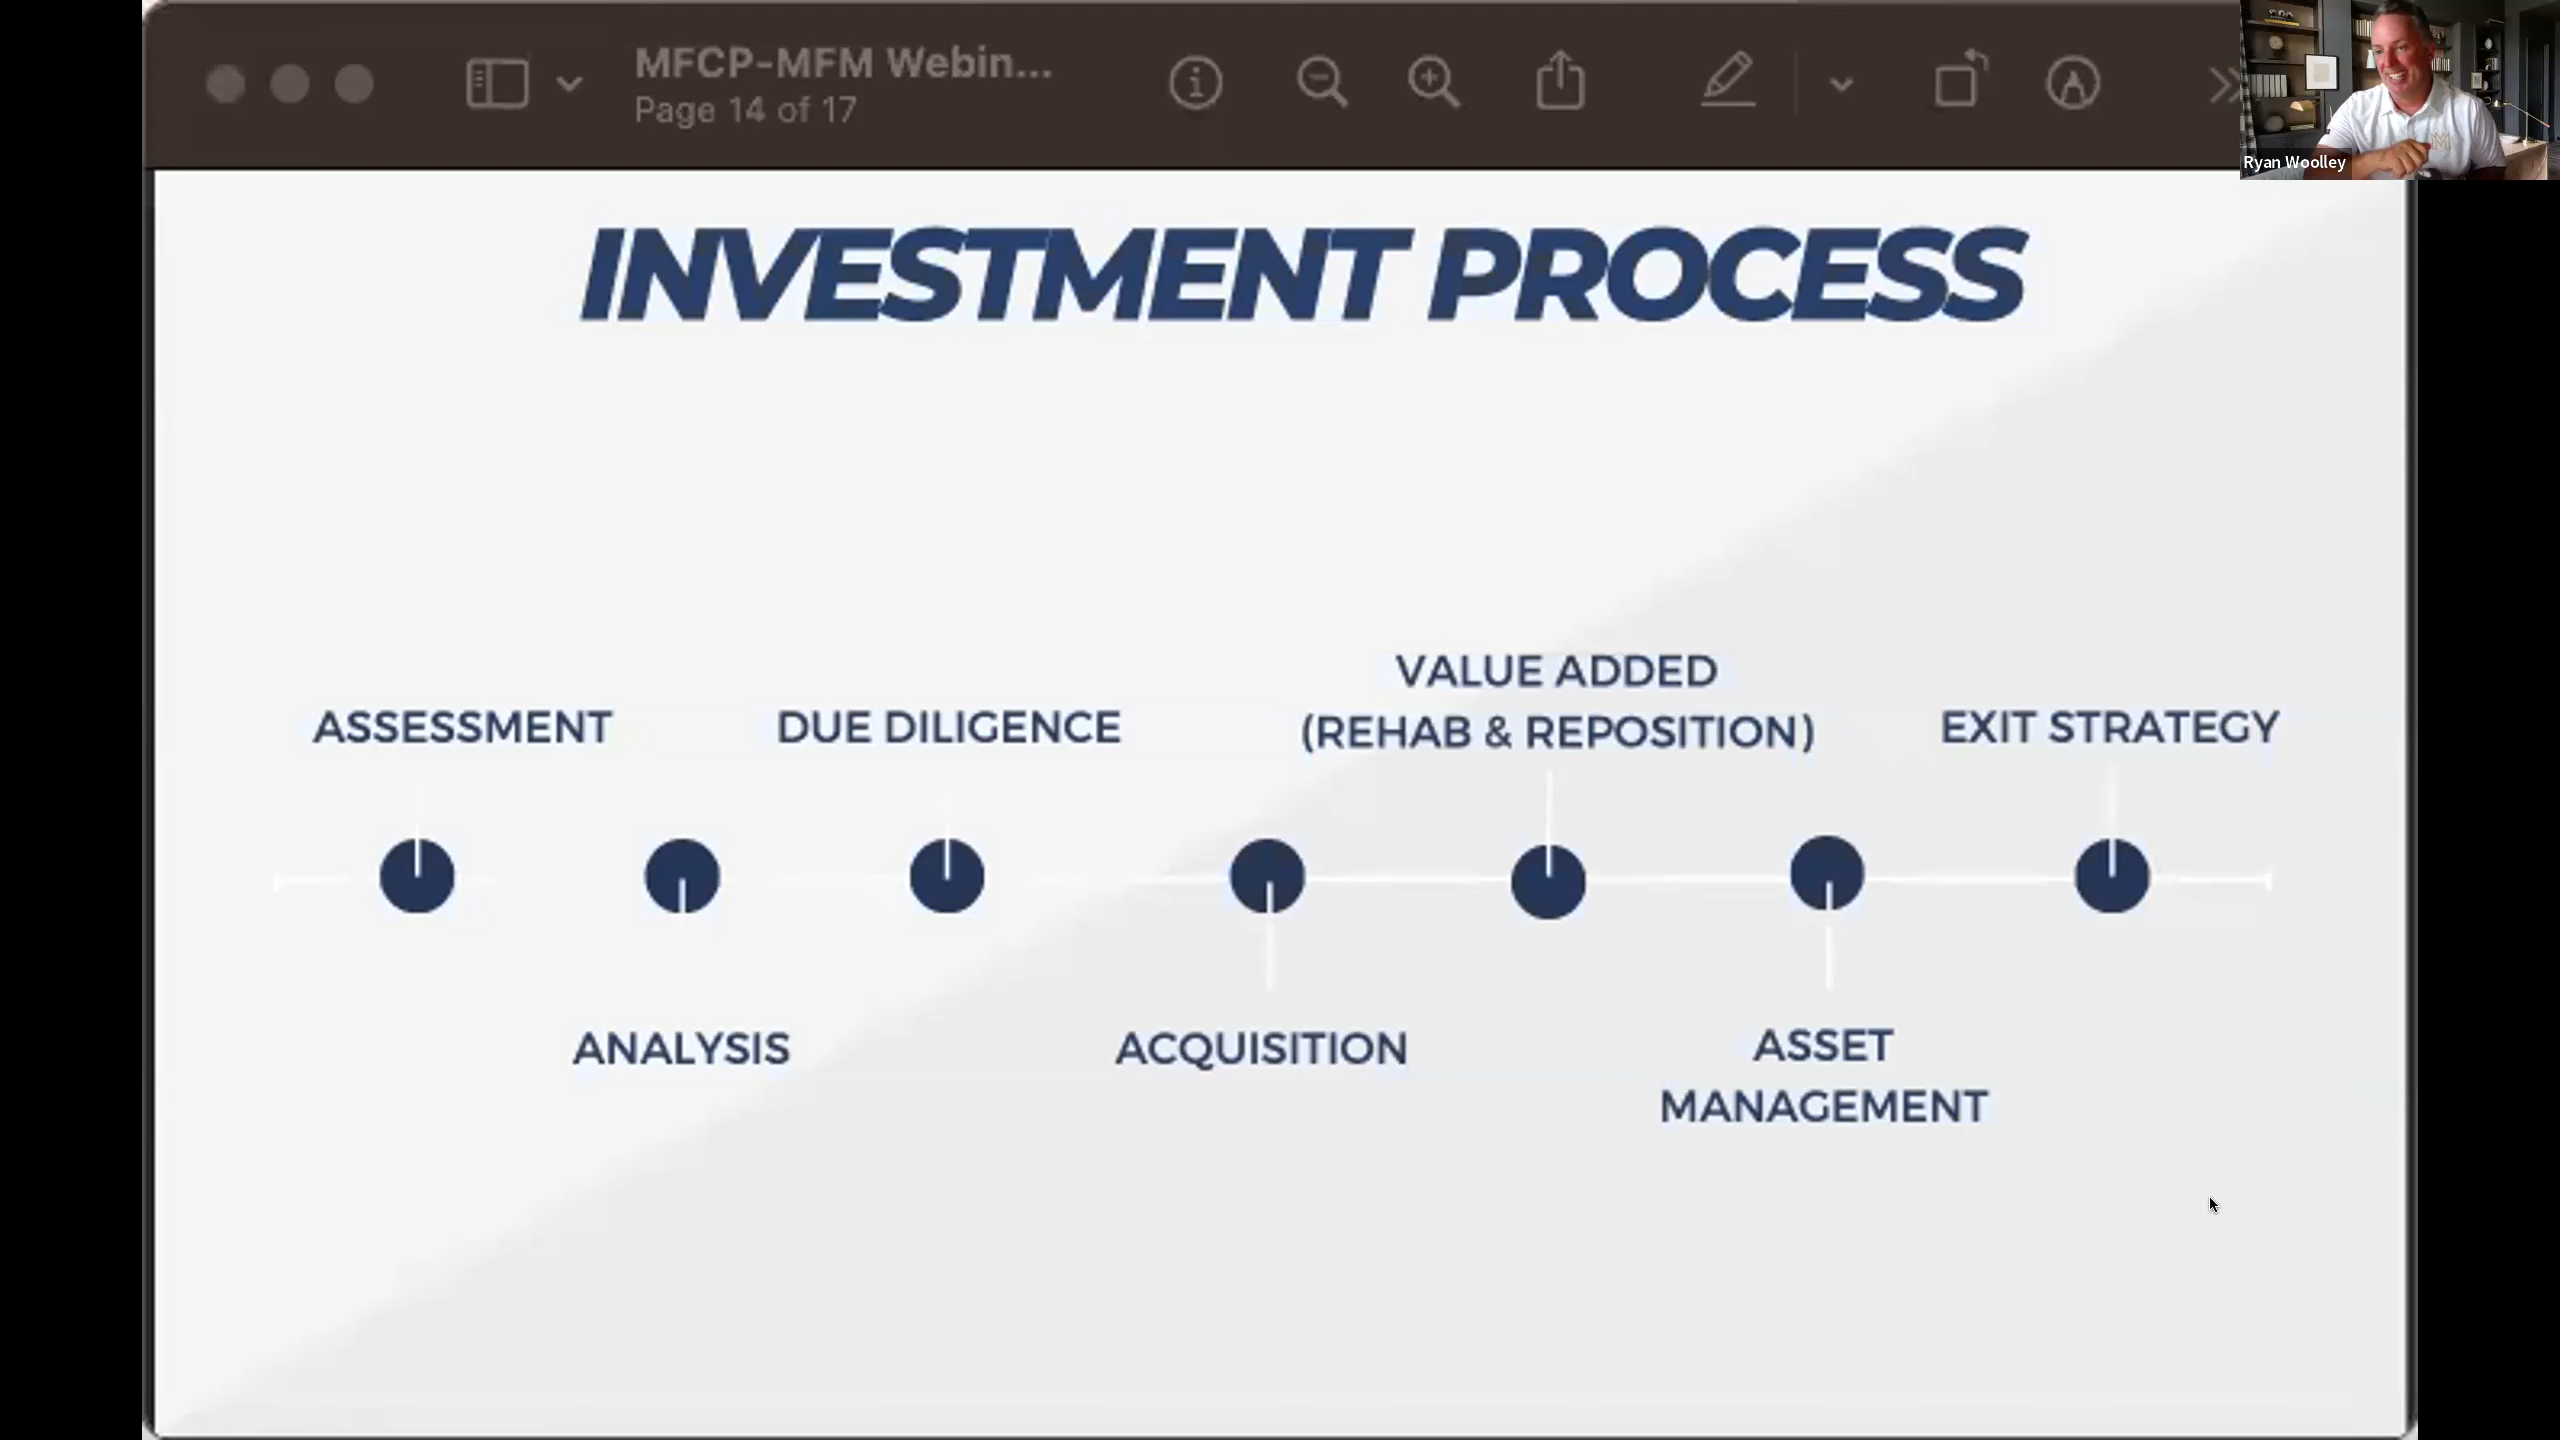 MFCP-MFM Webin...
Page 14 of 17
Ryan Woolley
INVESTMENT PROCESS
ASSESSMENT
DUE DILIGENCE
VALUE ADDED
(REHAB & REPOSITION)
EXIT STRATEGY
ANALYSIS
ACQUISITION
ASSET
MANAGEMENT